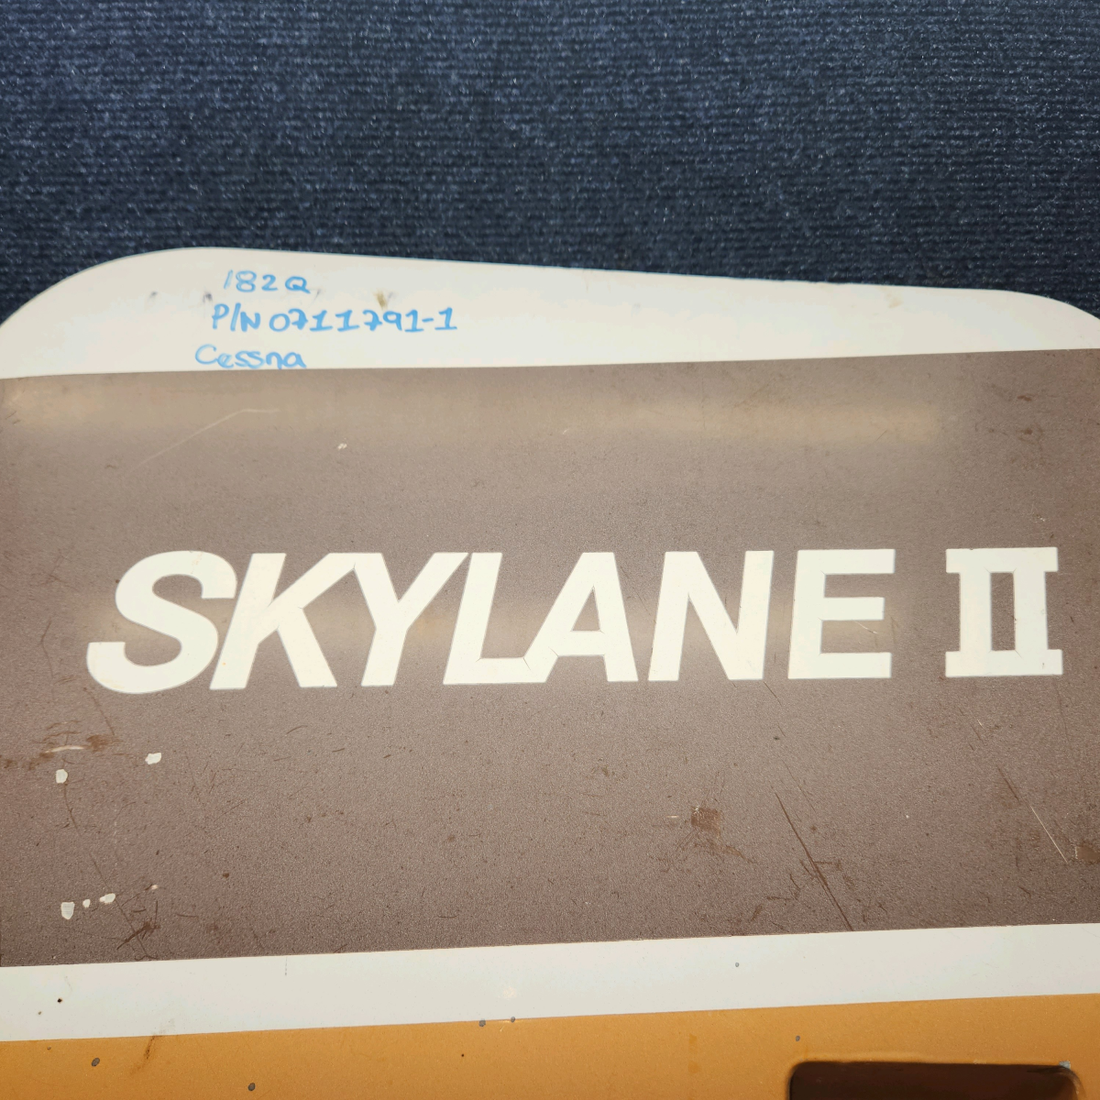 182Q
P/N 0711791-1
Cessna
SKYLANE II